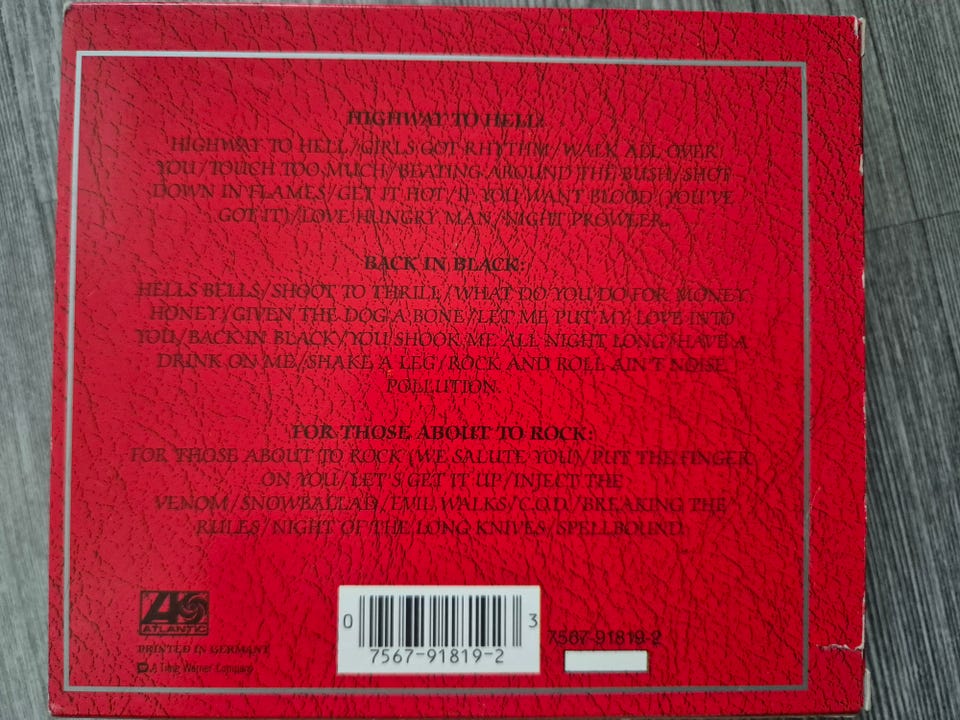 HIGHWAY TO HELL:
HIGHWAY TO HELL/GIRLS GOT RHYTHM/WALK ALL OVER
YOU/TOUCH TOO MUCH/BEATING AROUND THE BUSH/SHOT
DOWN IN FLAMES/GET IT HOT/IF YOU WANT BLOOD (YOU'VE
GOT IT)/LOVE HUNGRY MAN/NIGHT PROWLER.
BACK IN BLACK:
HELLS BELLS/SHOOT TO THRILL/WHAT DO YOU DO FOR MONEY
HONEY/GIVEN THE DOG A BONE/LET ME PUT MY LOVE INTO
YOU/BACK IN BLACK/YOU SHOOK ME ALL NIGHT LONG/HAVE A
DRINK ON ME/SHAKE A LEG/ROCK AND ROLL AIN'T NOISE
POLLUTION.
FOR THOSE ABOUT TO ROCK:
FOR THOSE ABOUT TO ROCK (WE SALUTE YOU)/PUT THE FINGER
ON YOU/LET'S GET IT UP/INJECT THE
VENOM/SNOWBALLAD/EVIL WALKS/C.O.D./BREAKING THE
RULES/NIGHT OF THE LONG KNIVES/SPELLBOUND.
ATLANTIC
PRINTED IN GERMANY
A Time Warner Company
0 3
7567-91819-2
7567-91819-2